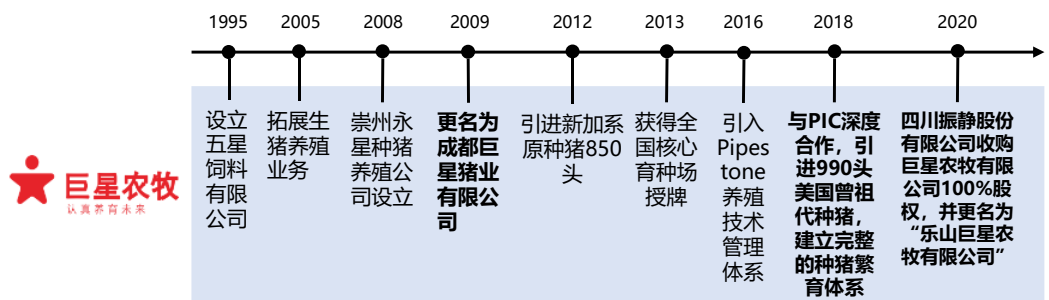 1995
2005
2008
2009
2012
2013
2016
2018
2020
巨星农牧
认真养育未来
设立
五星
饲料
有限
公司
拓展生
猪养殖
业务
崇州永
星种猪
养殖公
司设立
更名为
成都巨
星猪业
有限公
司
引进新加系
原种猪850
头
获得全
国核心
育种场
授牌
引入
Pipes
tone
养殖
技术
管理
体系
与PIC深度
合作，引
进990头
美国曾祖
代种猪，
建立完整
的种猪繁
育体系
四川振静股份
有限公司收购
巨星农牧有限
公司100%股
权，并更名为
“乐山巨星农
牧有限公司”